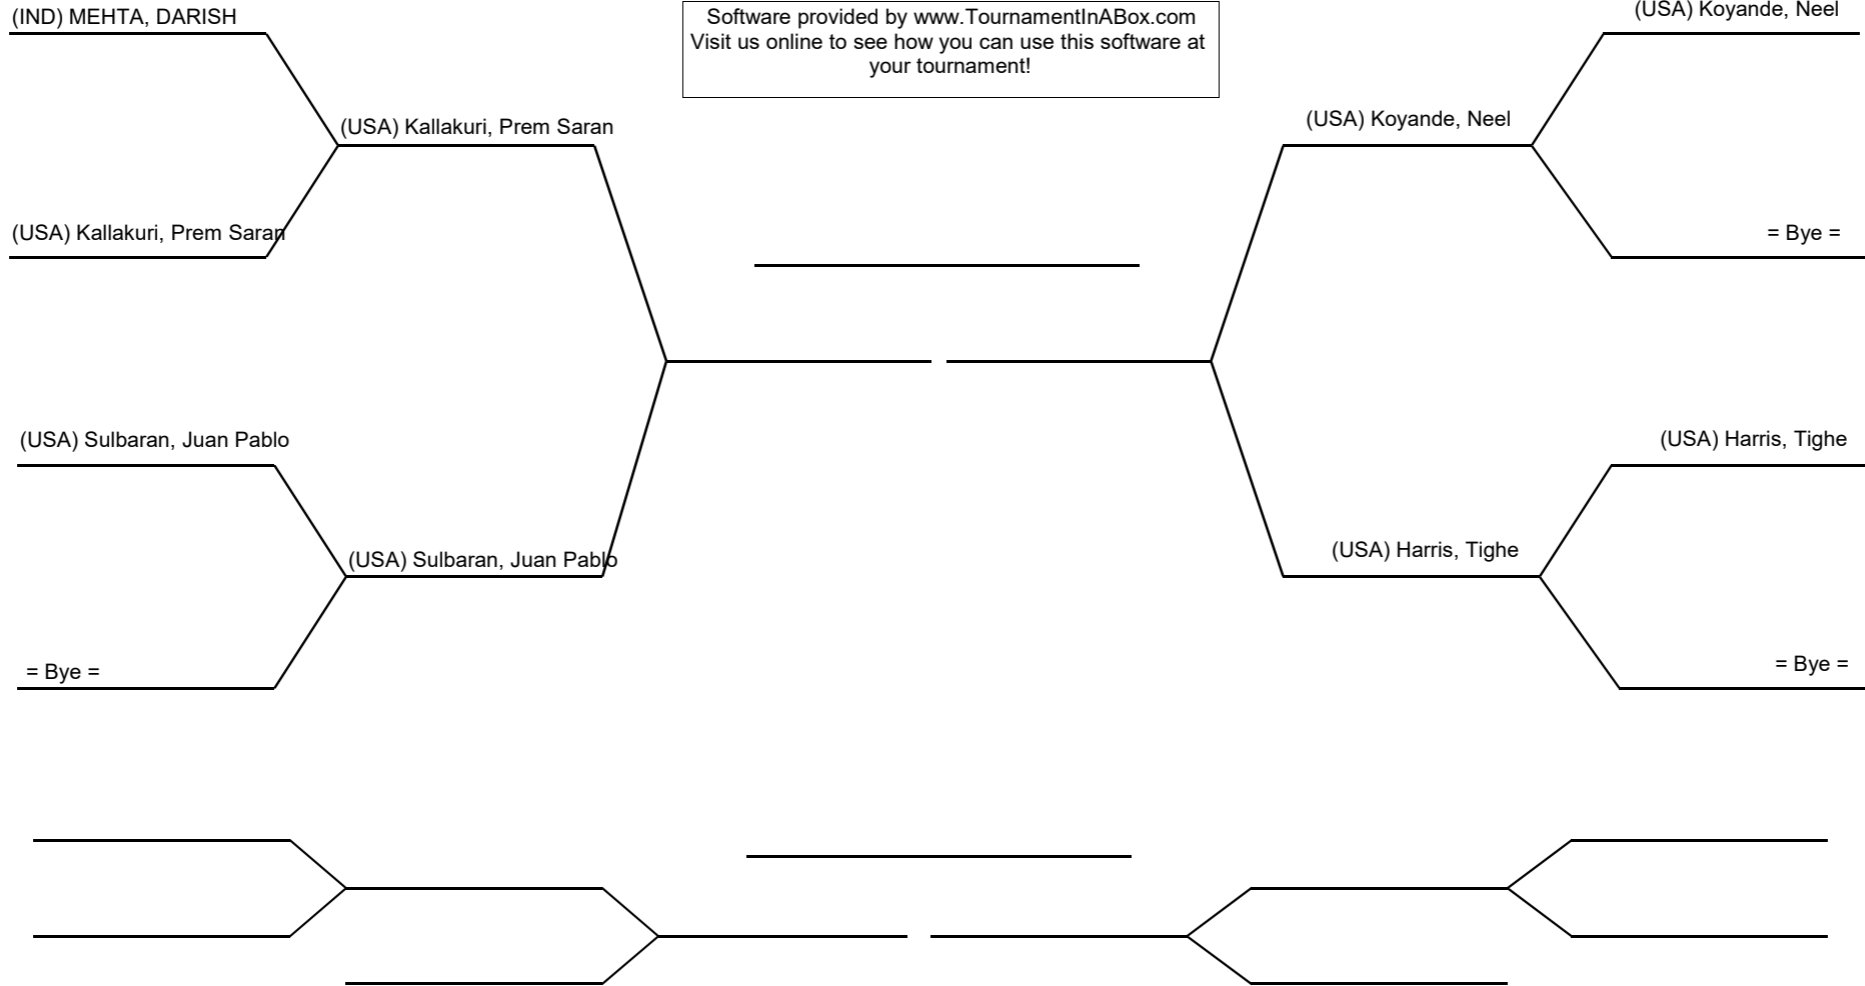 (IND) MEHTA, DARISH
Software provided by www.TournamentInABox.com
Visit us online to see how you can use this software at
your tournament!
(USA) Koyande, Neel
(USA) Kallakuri, Prem Saran
(USA) Koyande, Neel
(USA) Kallakuri, Prem Saran
= Bye =
(USA) Sulbaran, Juan Pablo
(USA) Harris, Tighe
(USA) Sulbaran, Juan Pablo
(USA) Harris, Tighe
= Bye =
= Bye =